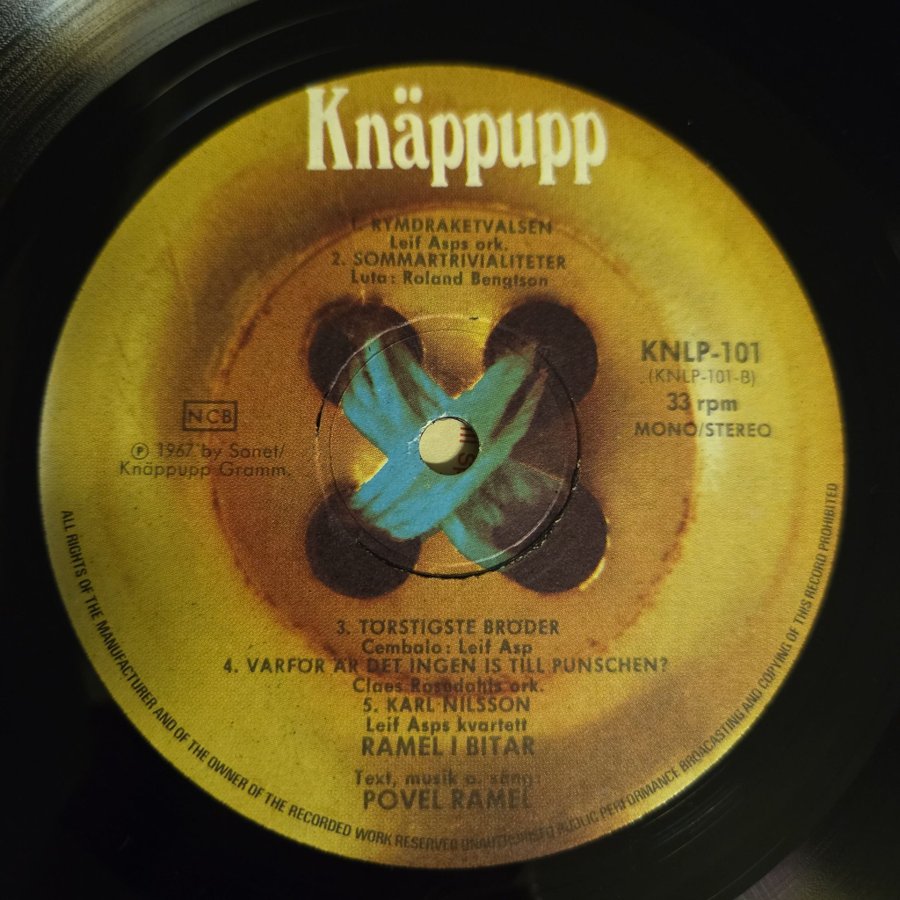 Knäppupp
1. RYMDRAKETVALSEN
Leif Asps ork.
2. SOMMARTRIVIALITETER
Luta: Roland Bengtson
KNLP-101
(KNLP-101-B)
33 rpm
MONO/STEREO
NCB
Ⓟ 1967 by Sonet/
Knäppupp Gramm.
3. TÖRSTIGSTE BRÖDER
Cembalo: Leif Asp
4. VARFÖR ÄR DET INGEN IS TILL PUNSCHEN?
Claes Rosendahls ork.
5. KARL NILSSON
Leif Asps kvartett
RAMEL I BITAR
Text, musik o. sång:
POVEL RAMEL
ALL RIGHTS OF THE MANUFACTURER AND OF THE OWNER OF THE RECORDED WORK RESERVED UNAUTHORISED PUBLIC PERFORMANCE BROACASTING AND COPYING OF THIS RECORD PROHIBITED